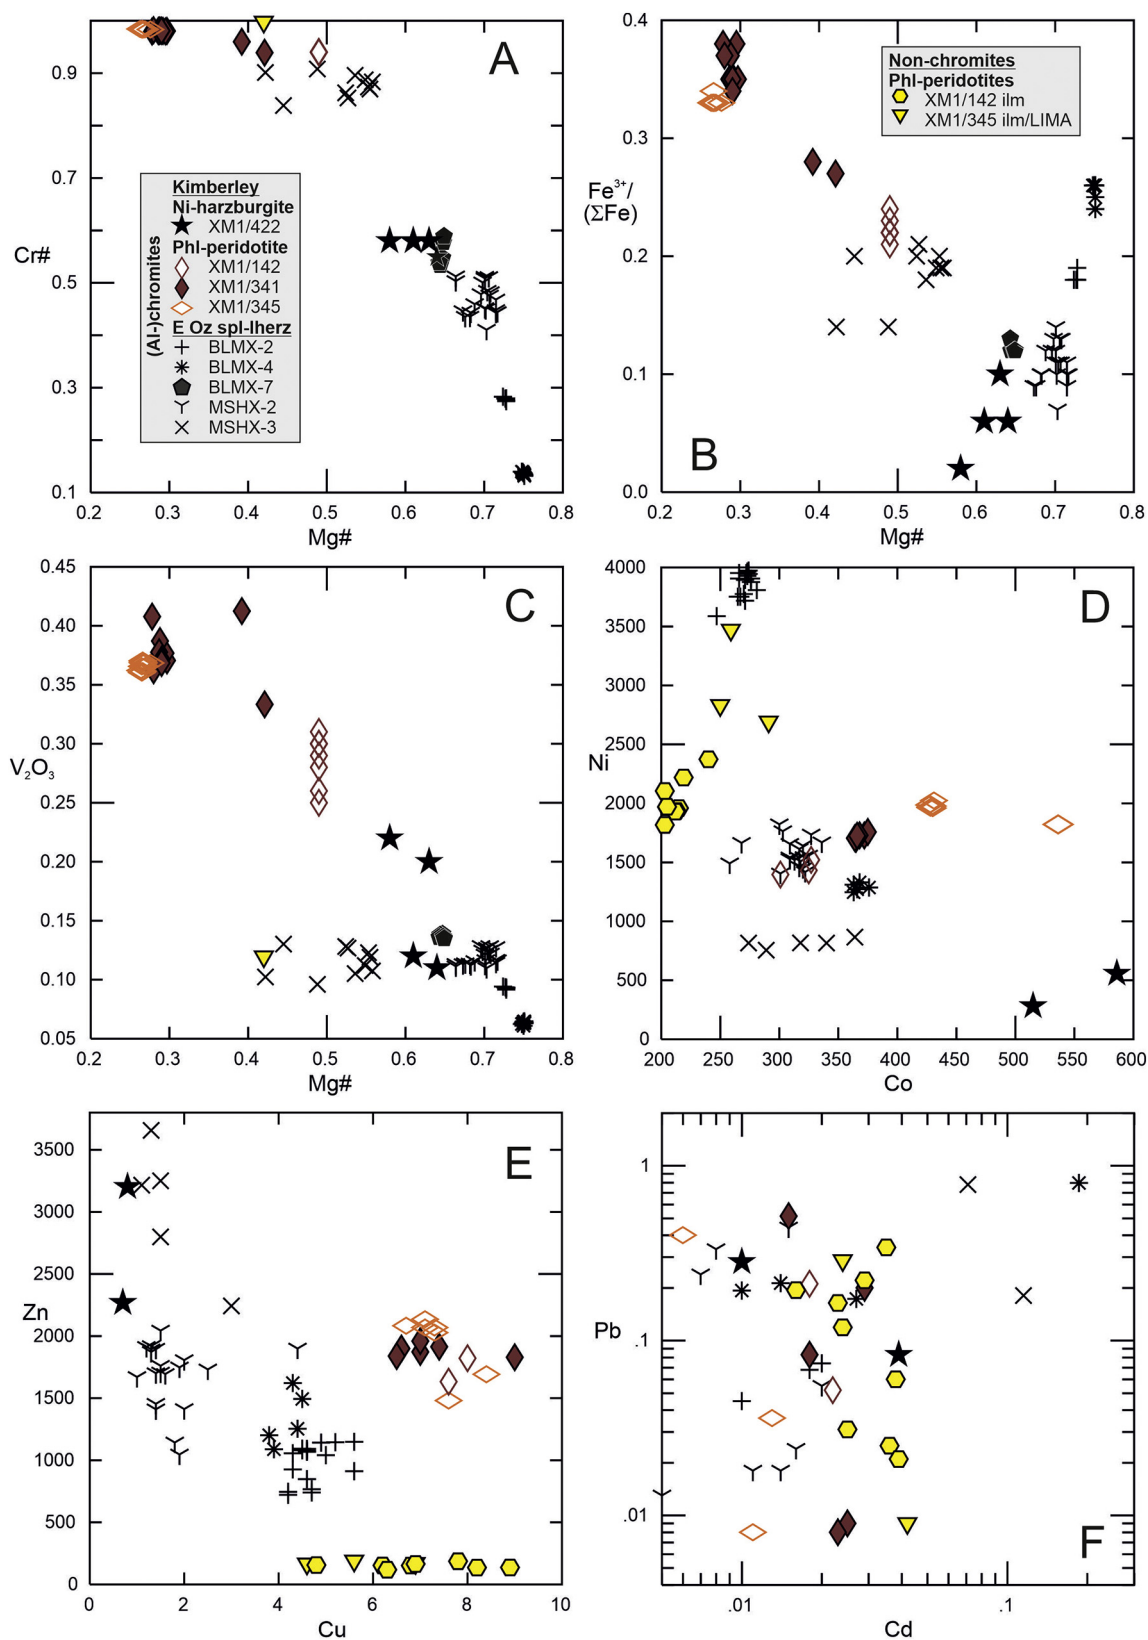 A
Cr#
0.9
0.7
0.5
0.3
0.1
0.2
0.3
0.4
0.5
0.6
0.7
0.8
Mg#
Kimberley
Ni-harzburgite
XM1/422
Phl-peridotite
XM1/142
XM1/341
XM1/345
E Oz spl-lherz
BLMX-2
BLMX-4
BLMX-7
MSHX-2
MSHX-3
(Al-)chromites
B
Fe³⁺/
(ΣFe)
0.4
0.3
0.2
0.1
0.0
0.2
0.3
0.4
0.5
0.6
0.7
0.8
Mg#
Non-chromites
Phl-peridotites
XM1/142 ilm
XM1/345 ilm/LIMA
C
V₂O₃
0.45
0.40
0.35
0.30
0.25
0.20
0.15
0.10
0.05
0.2
0.3
0.4
0.5
0.6
0.7
0.8
Mg#
D
Ni
4000
3500
3000
2500
2000
1500
1000
500
0
200
250
300
350
400
450
500
550
600
Co
E
Zn
3500
3000
2500
2000
1500
1000
500
0
0
2
4
6
8
10
Cu
F
Pb
1
.1
.01
.01
.1
Cd